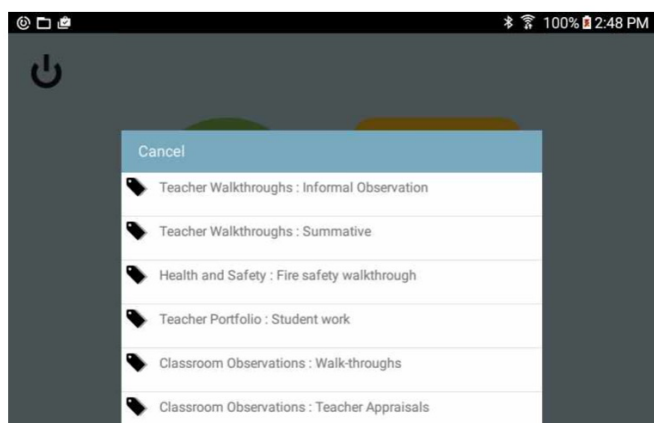 100% 2:48 PM
Cancel
Teacher Walkthroughs : Informal Observation
Teacher Walkthroughs : Summative
Health and Safety : Fire safety walkthrough
Teacher Portfolio : Student work
Classroom Observations : Walk-throughs
Classroom Observations : Teacher Appraisals